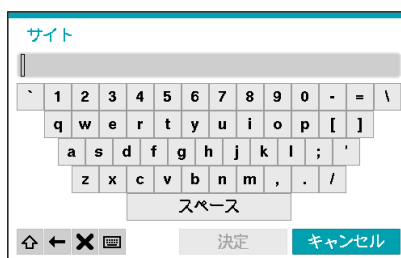 サイト
` 1 2 3 4 5 6 7 8 9 0 - = \
q w e r t y u i o p [ ]
a s d f g h j k l ; '
z x c v b n m , . /
スペース
決定 キャンセル